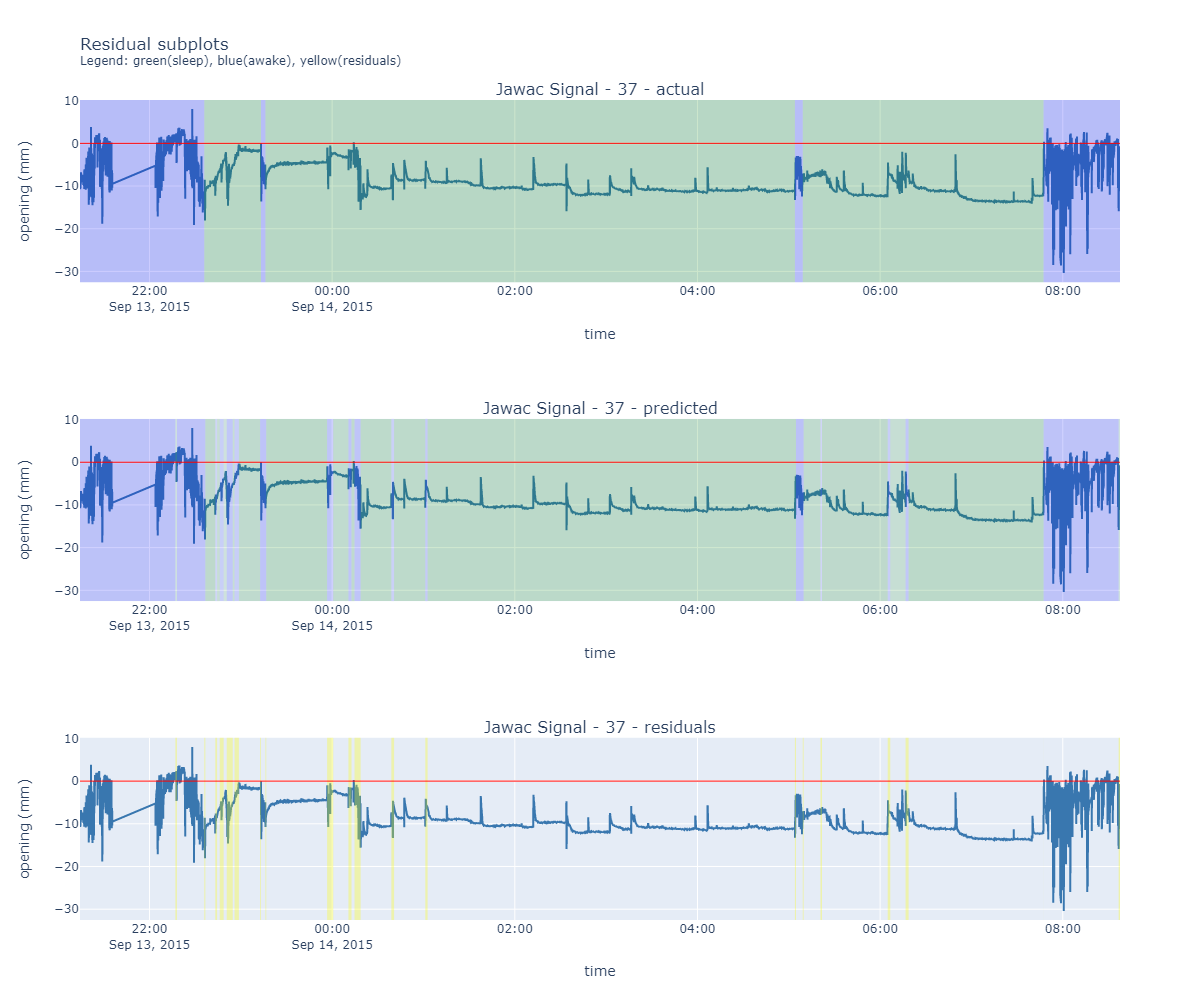 Residual subplots
Legend: green(sleep), blue(awake), yellow(residuals)
Jawac Signal - 37 - actual
10
0
−10
−20
−30
opening (mm)
22:00
Sep 13, 2015
00:00
Sep 14, 2015
02:00
04:00
06:00
08:00
time
Jawac Signal - 37 - predicted
10
0
−10
−20
−30
opening (mm)
22:00
Sep 13, 2015
00:00
Sep 14, 2015
02:00
04:00
06:00
08:00
time
Jawac Signal - 37 - residuals
10
0
−10
−20
−30
opening (mm)
22:00
Sep 13, 2015
00:00
Sep 14, 2015
02:00
04:00
06:00
08:00
time